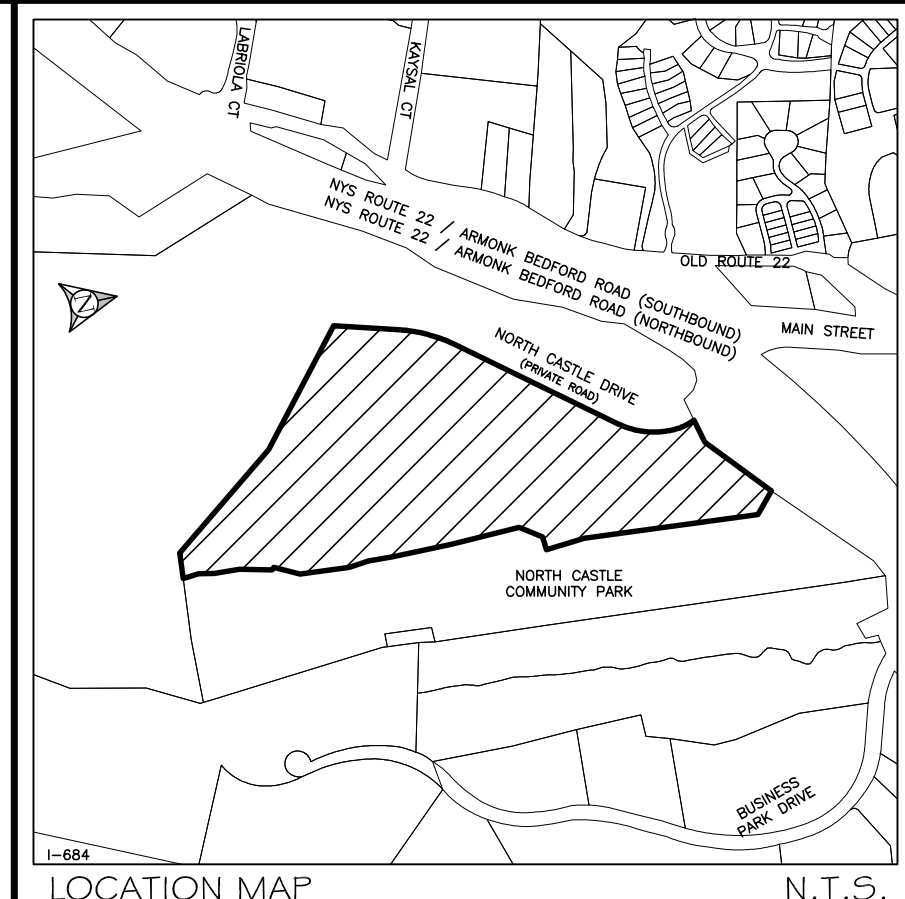 LABRIOLA CT
KAYSAL CT
NYS ROUTE 22 / ARMONK BEDFORD ROAD (SOUTHBOUND)
NYS ROUTE 22 / ARMONK BEDFORD ROAD (NORTHBOUND)
OLD ROUTE 22
MAIN STREET
N
NORTH CASTLE DRIVE
(PRIVATE ROAD)
NORTH CASTLE
COMMUNITY PARK
BUSINESS
PARK DRIVE
I-684
LOCATION MAP
N.T.S.